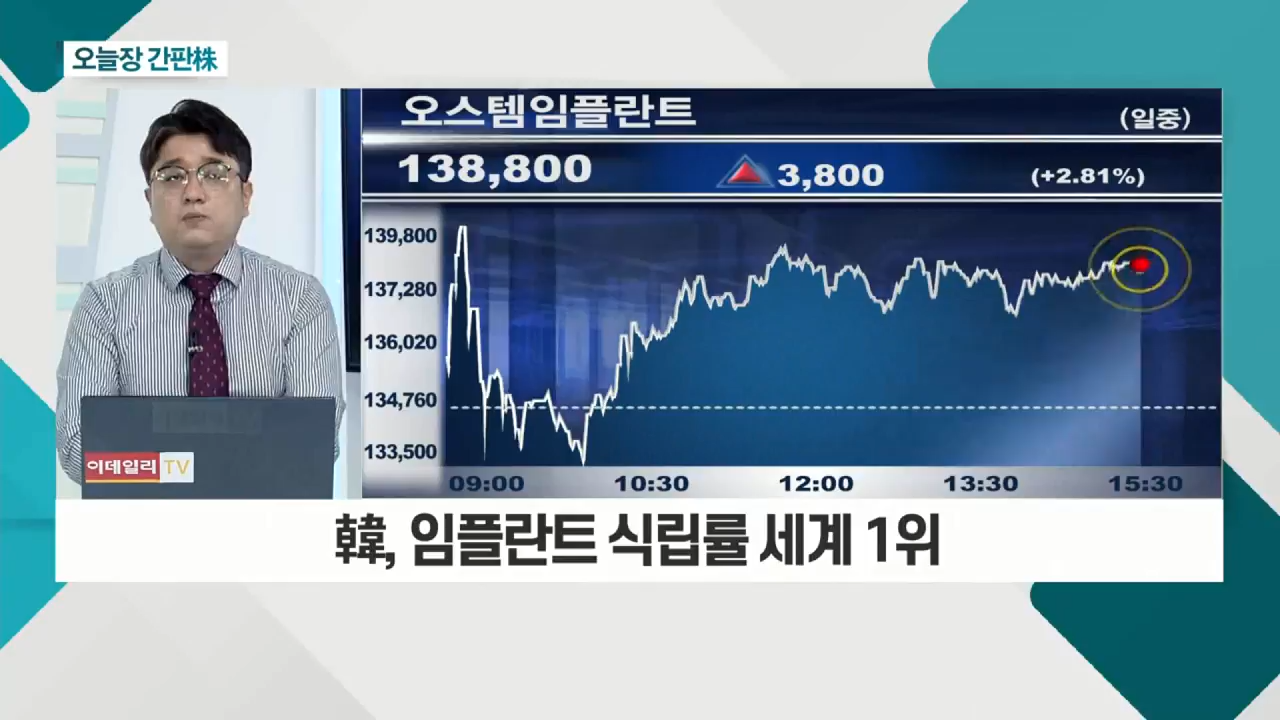 오늘장 간판株
오스템임플란트
(일중)
138,800 ▲ 3,800 (+2.81%)
139,800
137,280
136,020
134,760
133,500
09:00 10:30 12:00 13:30 15:30
이데일리 TV
韓, 임플란트 식립률 세계 1위